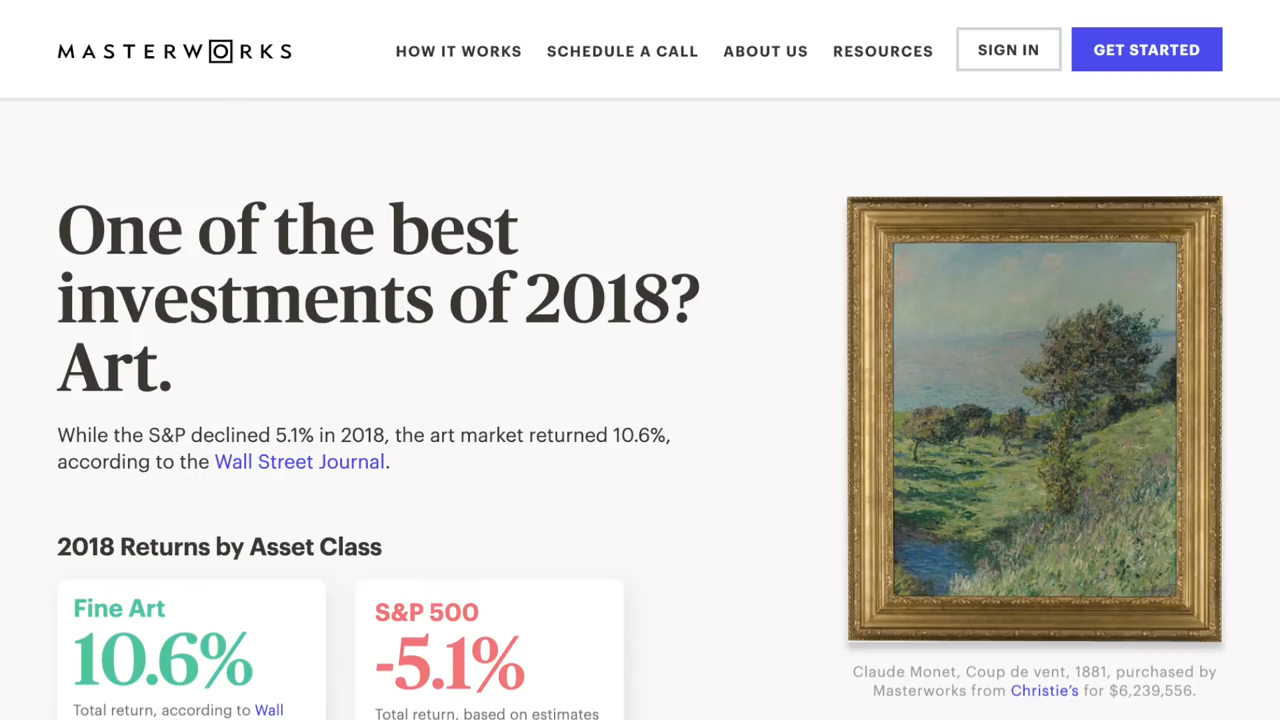 MASTERWORKS
HOW IT WORKS
SCHEDULE A CALL
ABOUT US
RESOURCES
SIGN IN
GET STARTED
One of the best
investments of 2018?
Art.
While the S&P declined 5.1% in 2018, the art market returned 10.6%,
according to the Wall Street Journal.
2018 Returns by Asset Class
Fine Art
10.6%
Total return, according to Wall
S&P 500
-5.1%
Total return, based on estimates
Claude Monet, Coup de vent, 1881, purchased by
Masterworks from Christie’s for $6,239,556.